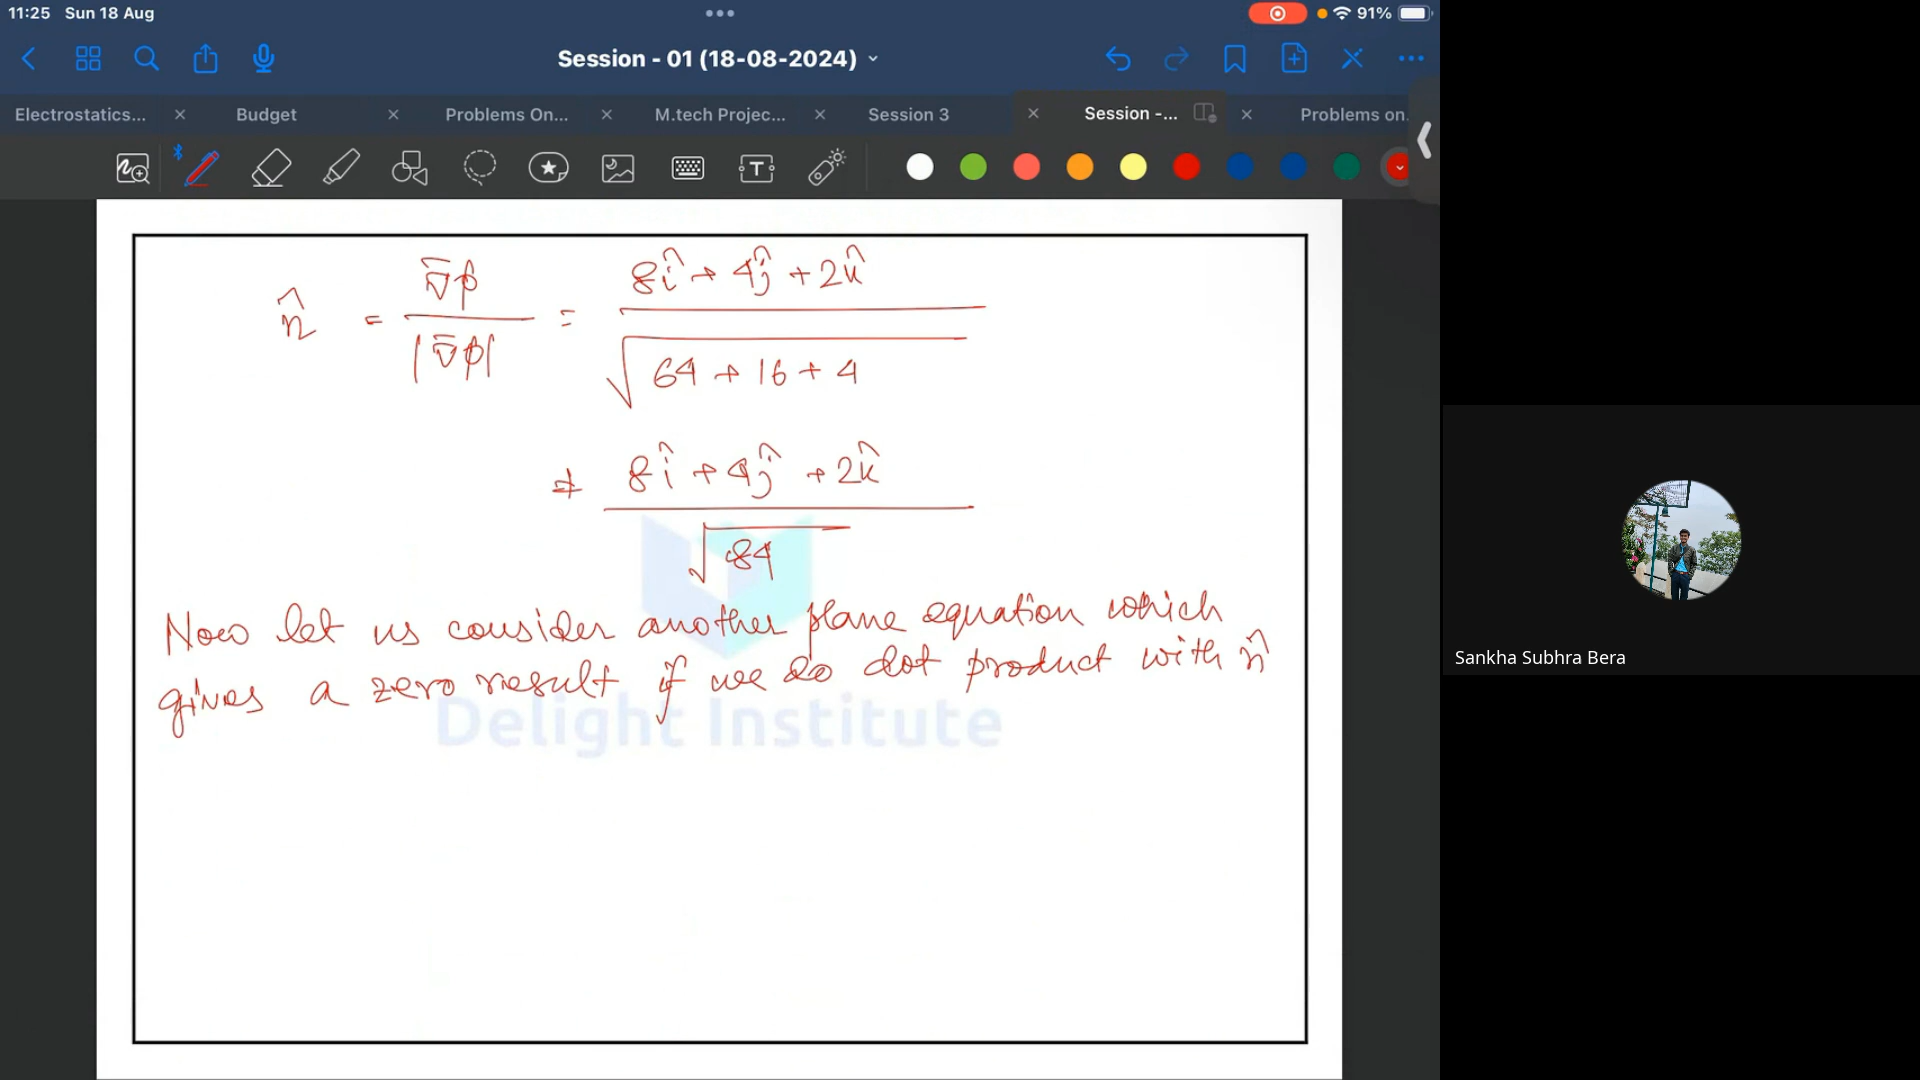 11:25 Sun 18 Aug
91%
Session - 01 (18-08-2024)
Electrostatics... Budget Problems On... M.tech Projec... Session 3 Session -... Problems on.
n̂ = ∇̄φ / |∇̄φ| = 8î + 4ĵ + 2k̂ / √64 + 16 + 4
⇒ 8î + 4ĵ + 2k̂ / √84
Now let us consider another plane equation which
gives a zero result if we do dot product with n̂
Delight Institute
Sankha Subhra Bera